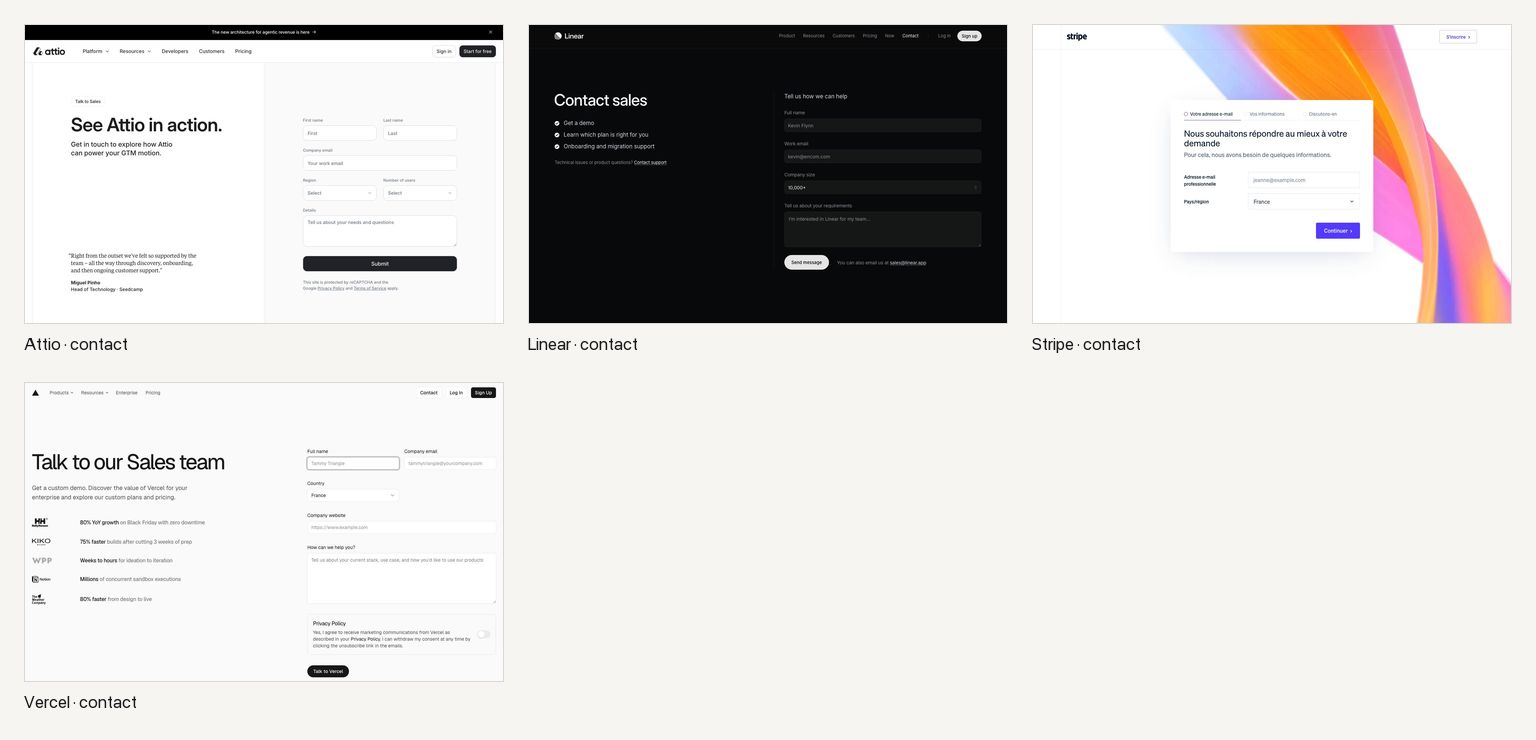 The new architecture for agentic revenue is here →
attio
Platform
Resources
Developers
Customers
Pricing
Sign in
Start for free
Talk to Sales
See Attio in action.
Get in touch to explore how Attio
can power your GTM motion.
"Right from the outset we've felt so supported by the
team – all the way through discovery, onboarding,
and then ongoing customer support."
Miguel Pinho
Head of Technology · Seedcamp
First name
Last name
First
Last
Company email
Your work email
Region
Number of users
Select
Select
Details
Tell us about your needs and questions
Submit
This site is protected by reCAPTCHA and the
Google Privacy Policy and Terms of Service apply.
Attio · contact
Linear
Product
Resources
Customers
Pricing
Now
Contact
Log in
Sign up
Contact sales
Get a demo
Learn which plan is right for you
Onboarding and migration support
Technical issues or product questions? Contact support
Tell us how we can help
Full name
Kevin Flynn
Work email
kevin@encom.com
Company size
10,000+
Tell us about your requirements
I'm interested in Linear for my team...
Send message
You can also email us at sales@linear.app
Linear · contact
stripe
S'inscrire
Votre adresse e-mail
Vos informations
Discutons-en
Nous souhaitons répondre au mieux à votre
demande
Pour cela, nous avons besoin de quelques informations.
Adresse e-mail
professionnelle
jeanne@example.com
Pays/région
France
Continuer
Stripe · contact
Products
Resources
Enterprise
Pricing
Contact
Log In
Sign Up
Talk to our Sales team
Get a custom demo. Discover the value of Vercel for your
enterprise and explore our custom plans and pricing.
80% YoY growth on Black Friday with zero downtime
KIKO
75% faster builds after cutting 3 weeks of prep
WPP
Weeks to hours for ideation to iteration
Notion
Millions of concurrent sandbox executions
The
Weather
Company
80% faster from design to live
Full name
Company email
Tammy Triangle
tammytriangle@yourcompany.com
Country
France
Company website
https://www.example.com
How can we help you?
Tell us about your current stack, use case, and how you'd like to use our products
Privacy Policy
Yes, I agree to receive marketing communications from Vercel as
described in your Privacy Policy. I can withdraw my consent at any time by
clicking the unsubscribe link in the emails.
Talk to Vercel
Vercel · contact